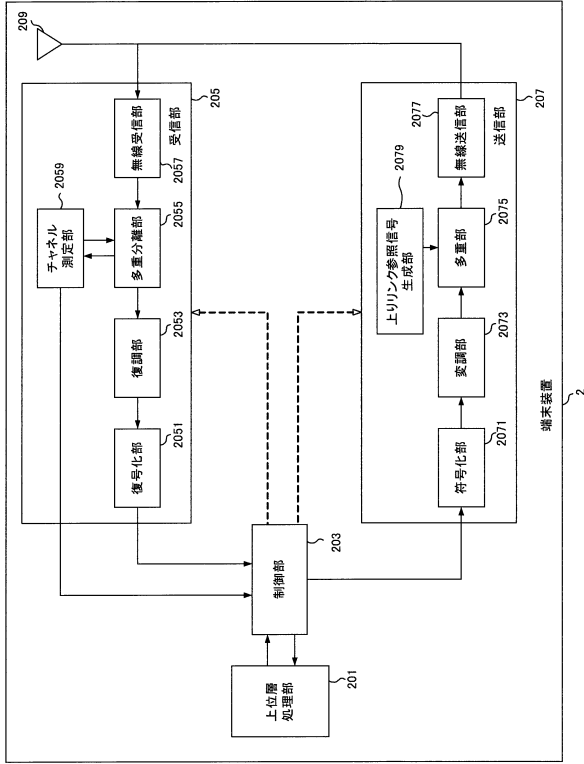 209
205
受信部
無線受信部
2057
多重分離部
2055
チャネル
測定部
2059
復調部
2053
復号化部
2051
207
送信部
無線送信部
2077
多重部
2075
上りリンク参照信号
生成部
2079
変調部
2073
符号化部
2071
制御部
203
上位層
処理部
201
端末装置
2